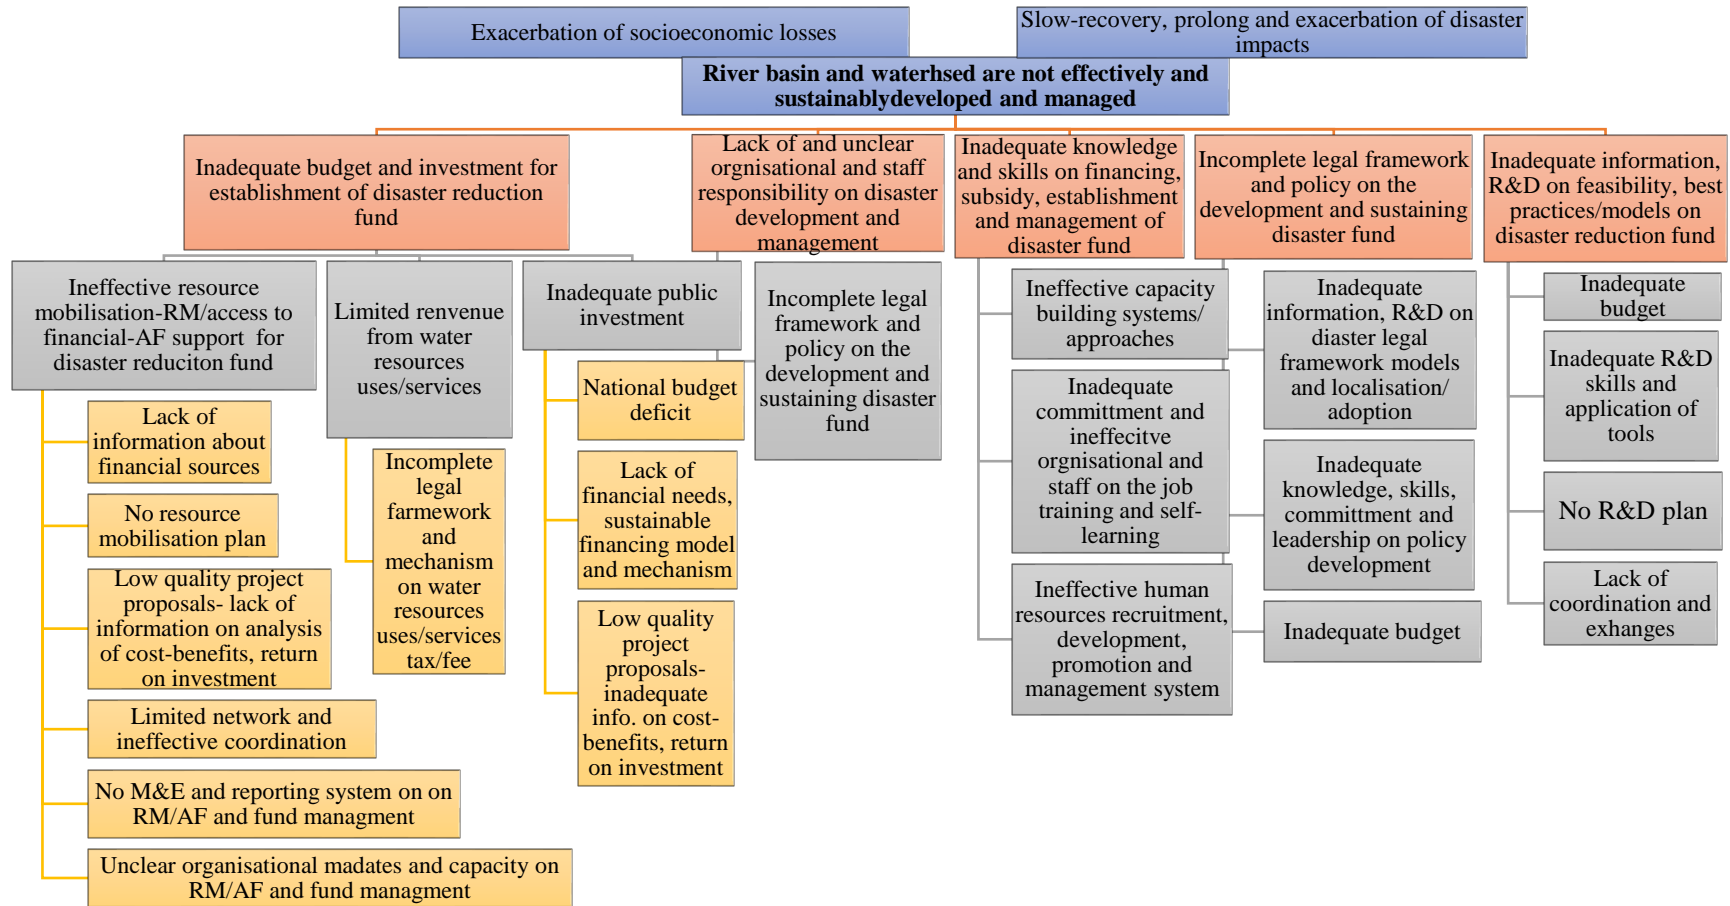 Exacerbation of socioeconomic losses
Slow-recovery, prolong and exacerbation of disaster
impacts
River basin and waterhsed are not effectively and
sustainablydeveloped and managed
Inadequate budget and investment for
establishment of disaster reduction
fund
Lack of and unclear
orgnisational and staff
responsibility on disaster
development and
management
Inadequate knowledge
and skills on financing,
subsidy, establishment
and management of
disaster fund
Incomplete legal framework
and policy on the
development and sustaining
disaster fund
Inadequate information,
R&D on feasibility, best
practices/models on
disaster reduction fund
Ineffective resource
mobilisation-RM/access to
financial-AF support for
disaster reduciton fund
Limited renvenue
from water
resources
uses/services
Inadequate public
investment
Incomplete legal
framework and
policy on the
development and
sustaining disaster
fund
Ineffective capacity
building systems/
approaches
Inadequate
information, R&D on
diaster legal
framework models
and localisation/
adoption
Inadequate
budget
Lack of
information about
financial sources
No resource
mobilisation plan
Low quality project
proposals- lack of
information on analysis
of cost-benefits, return
on investment
Limited network and
ineffective coordination
No M&E and reporting system on on
RM/AF and fund managment
Unclear organisational madates and capacity on
RM/AF and fund managment
Incomplete
legal
farmework
and
mechanism
on water
resources
uses/services
tax/fee
National budget
deficit
Lack of
financial needs,
sustainable
financing model
and mechanism
Low quality
project
proposals-
inadequate
info. on cost-
benefits, return
on investment
Inadequate
committment and
ineffecitve
orgnisational and
staff on the job
training and self-
learning
Ineffective human
resources recruitment,
development,
promotion and
management system
Inadequate
knowledge, skills,
committment and
leadership on policy
development
Inadequate budget
Inadequate R&D
skills and
application of
tools
No R&D plan
Lack of
coordination and
exhanges